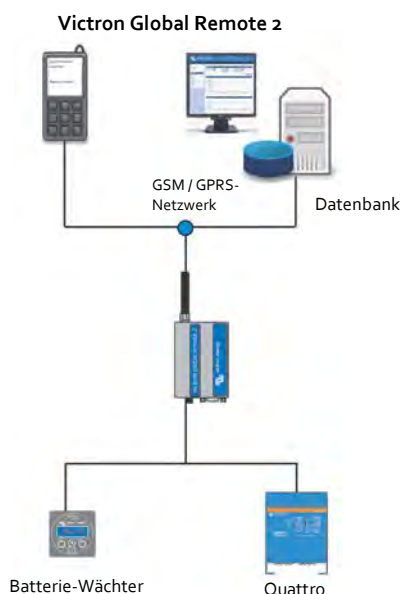 Victron Global Remote 2
GSM / GPRS-
Netzwerk
Datenbank
Batterie-Wächter
Quattro